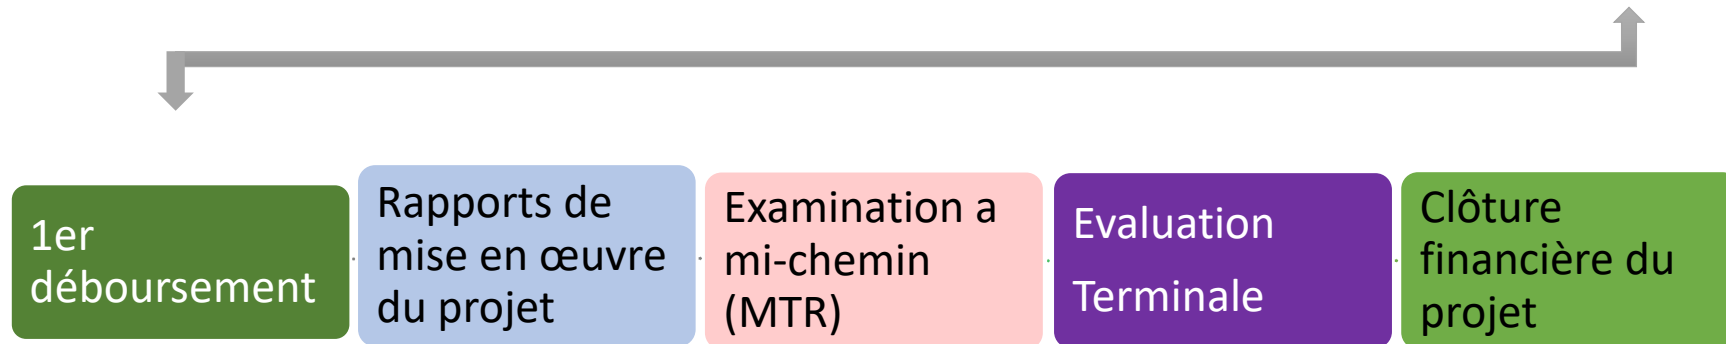 1er
déboursement
Rapports de
mise en œuvre
du projet
Examination a
mi-chemin
(MTR)
Evaluation
Terminale
Clôture
financière du
projet